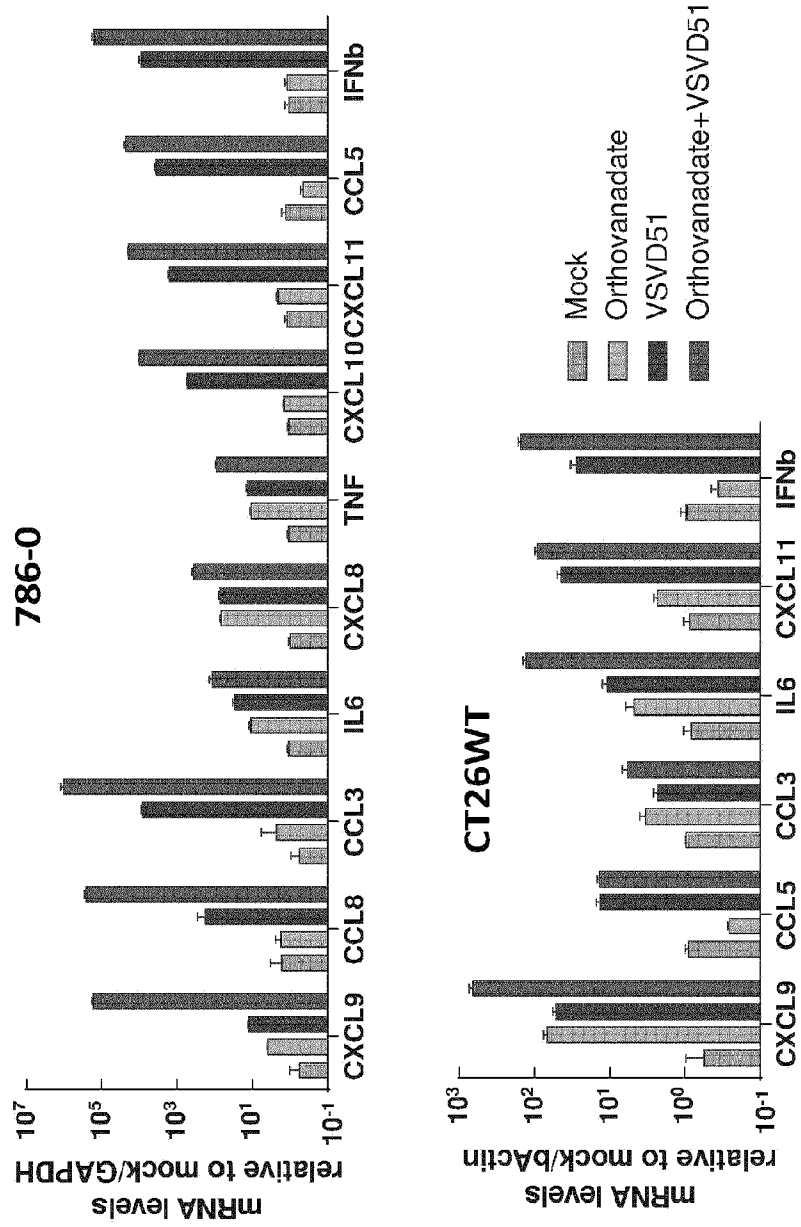 786-0
mRNA levels
relative to mock/GAPDH
10^7
10^5
10^3
10^1
10^-1
CXCL9 CCL8 CCL3 IL6 CXCL8 TNF CXCL10 CXCL11 CCL5 IFNb
CT26WT
mRNA levels
relative to mock/bActin
10^3
10^2
10^1
10^0
10^-1
CXCL9 CCL5 CCL3 IL6 CXCL11 IFNb
Mock
Orthovanadate
VSVD51
Orthovanadate+VSVD51